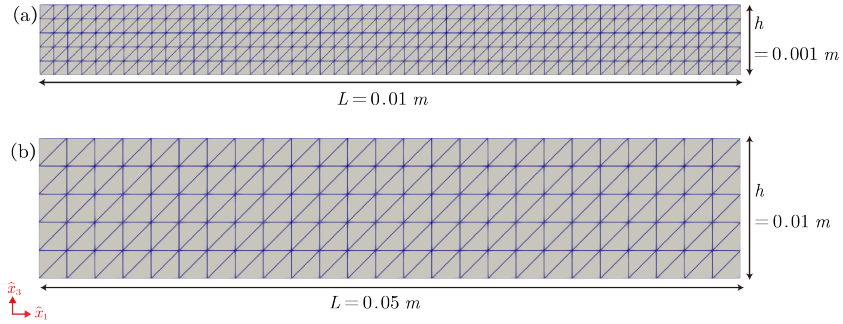 (a)
h
= 0.001 m
L = 0.01 m
(b)
h
= 0.01 m
x̂₃
x̂₁
L = 0.05 m